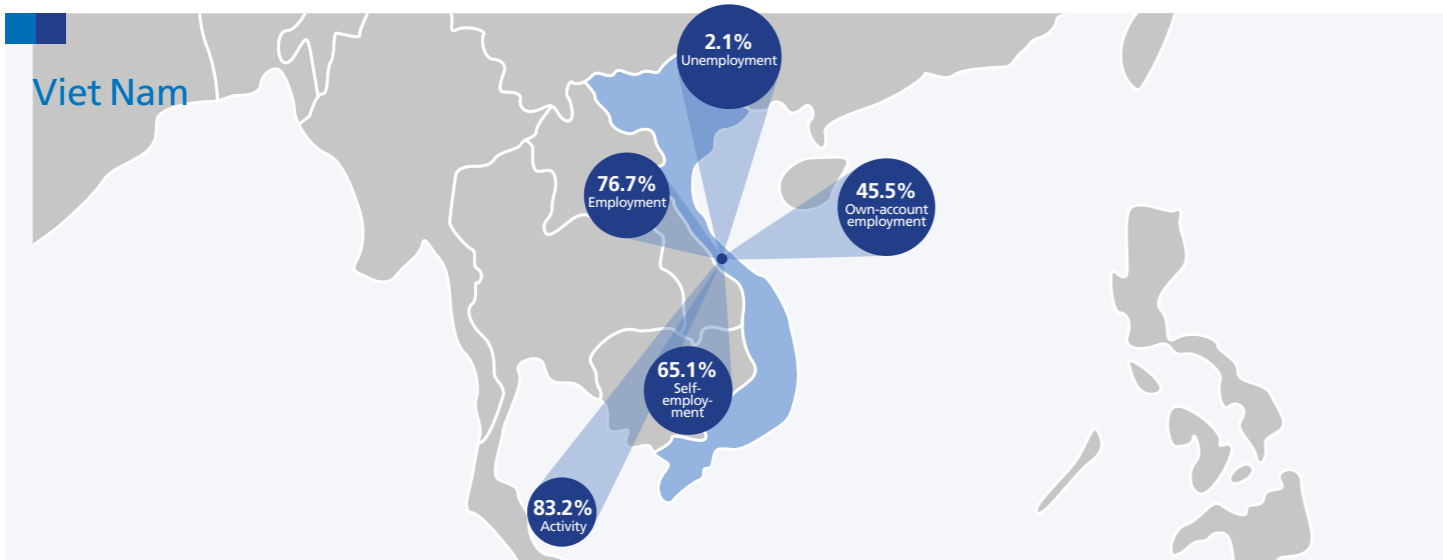 Viet Nam
2.1%
Unemployment
76.7%
Employment
45.5%
Own-account
employment
65.1%
Self-
employ-
ment
83.2%
Activity